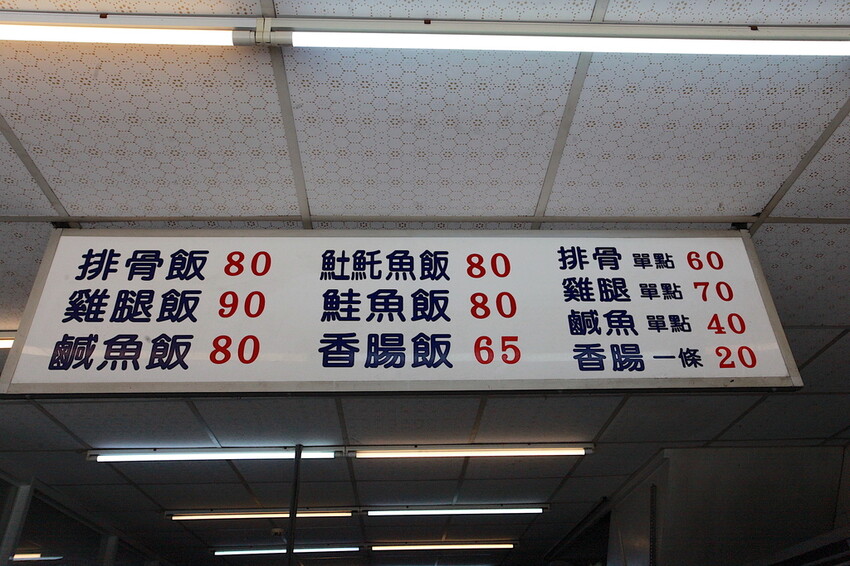 排骨飯 80
雞腿飯 90
鹹魚飯 80
魠魚飯 80
鮭魚飯 80
香腸飯 65
排骨 單點 60
雞腿 單點 70
鹹魚 單點 40
香腸 一條 20